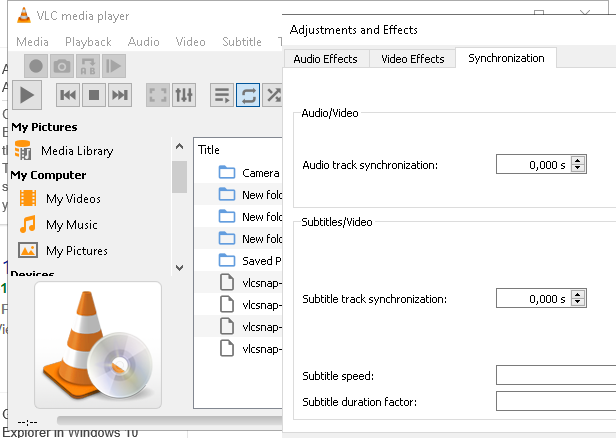 VLC media player
Media Playback Audio Video Subtitle
My Pictures
Media Library
My Computer
My Videos
My Music
My Pictures
Devices
Title
Camera
New fold
New fold
New fold
Saved P
vlcsnap-
vlcsnap-
vlcsnap-
vlcsnap-
--:--
Explorer in Windows 10
Adjustments and Effects
Audio Effects Video Effects Synchronization
Audio/Video
Audio track synchronization: 0,000 s
Subtitles/Video
Subtitle track synchronization: 0,000 s
Subtitle speed:
Subtitle duration factor: